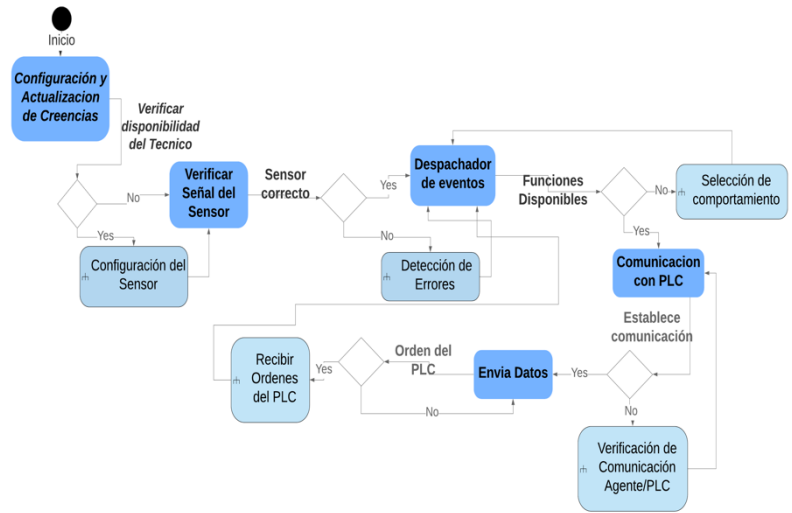 Inicio
Configuración y
Actualizacion
de Creencias
Verificar
disponibilidad
del Tecnico
No
Yes
Verificar
Señal del
Sensor
Configuración del
Sensor
Sensor
correcto
Yes
No
Despachador
de eventos
Detección de
Errores
Funciones
Disponibles
No
Yes
Selección de
comportamiento
Comunicacion
con PLC
Establece
comunicación
Yes
No
Verificación de
Comunicación
Agente/PLC
Envia Datos
Orden del
PLC
Yes
No
Recibir
Ordenes
del PLC